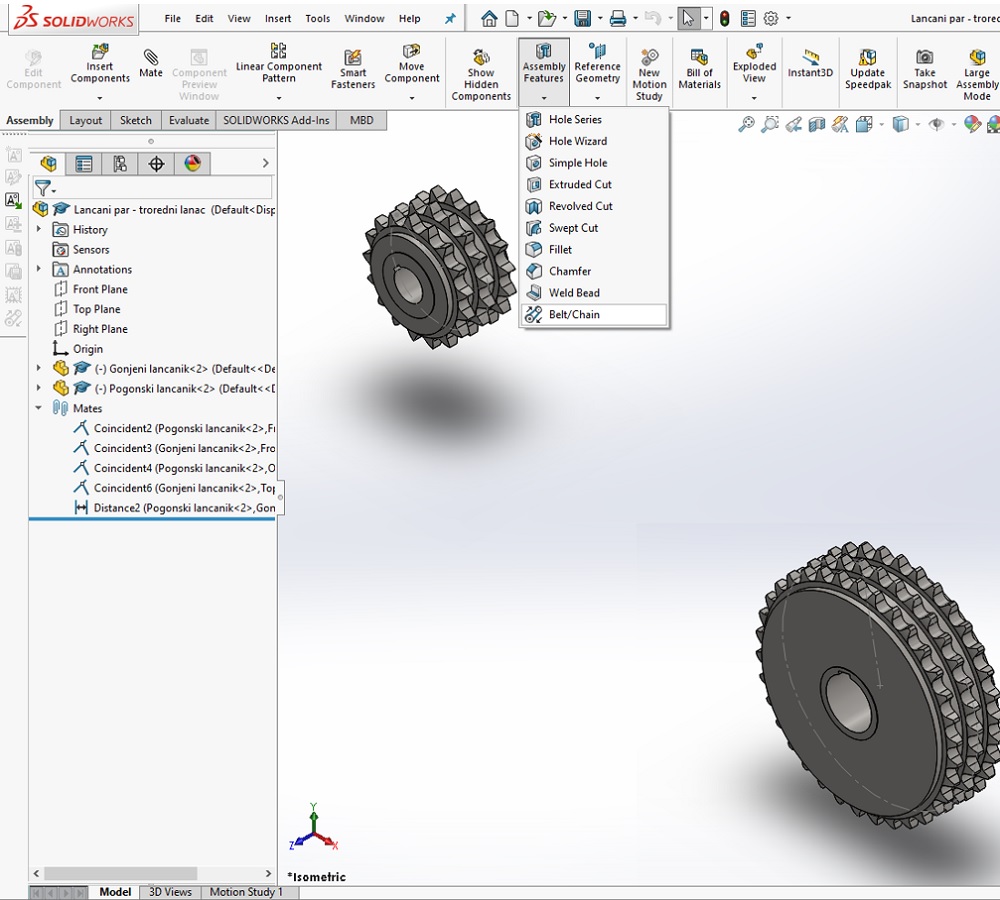 SOLIDWORKS File Edit View Insert Tools Window Help Lancani par - trored
Edit Component
Insert Components
Mate
Component Preview Window
Linear Component Pattern
Smart Fasteners
Move Component
Show Hidden Components
Assembly Features
Reference Geometry
New Motion Study
Bill of Materials
Exploded View
Instant3D
Update Speedpak
Take Snapshot
Large Assembly Mode
Assembly Layout Sketch Evaluate SOLIDWORKS Add-Ins MBD
Hole Series
Hole Wizard
Simple Hole
Extruded Cut
Revolved Cut
Swept Cut
Fillet
Chamfer
Weld Bead
Belt/Chain
Lancani par - troredni lanac (Default<Disp
History
Sensors
Annotations
Front Plane
Top Plane
Right Plane
Origin
(-) Gonjeni lancanik<2> (Default<<De
(-) Pogonski lancanik<2> (Default<<D
Mates
Coincident2 (Pogonski lancanik<2>,Fr
Coincident3 (Gonjeni lancanik<2>,Fro
Coincident4 (Pogonski lancanik<2>,O
Coincident6 (Gonjeni lancanik<2>,Top
Distance2 (Pogonski lancanik<2>,Gon
Y
Z
X
*Isometric
Model 3D Views Motion Study 1